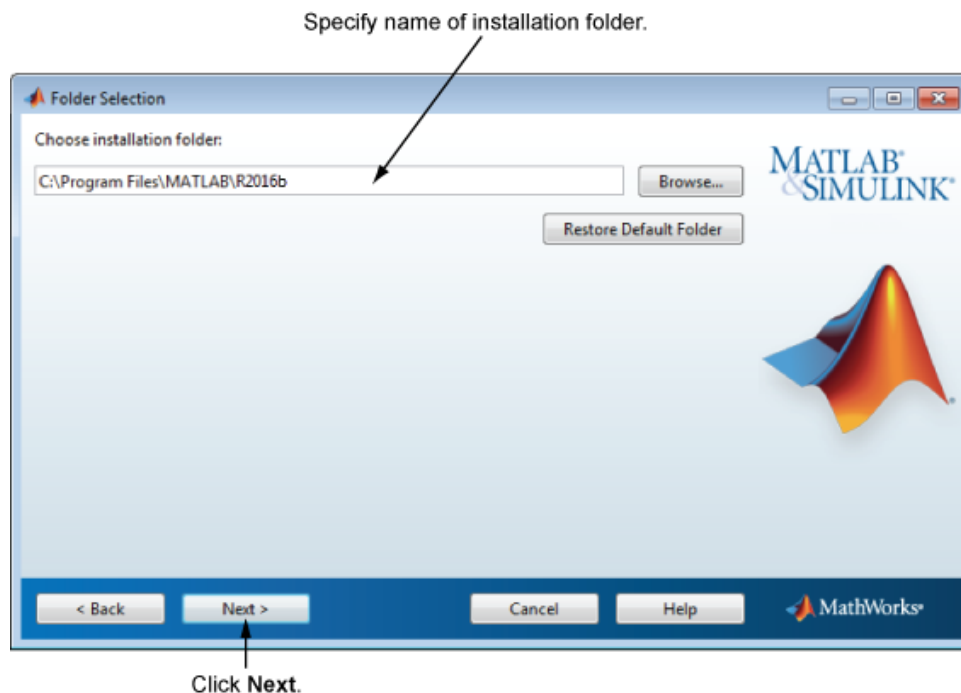 Specify name of installation folder.
Folder Selection
Choose installation folder:
C:\Program Files\MATLAB\R2016b
Browse...
Restore Default Folder
MATLAB®
&SIMULINK®
®
< Back
Next >
Cancel
Help
MathWorks®
Click Next.